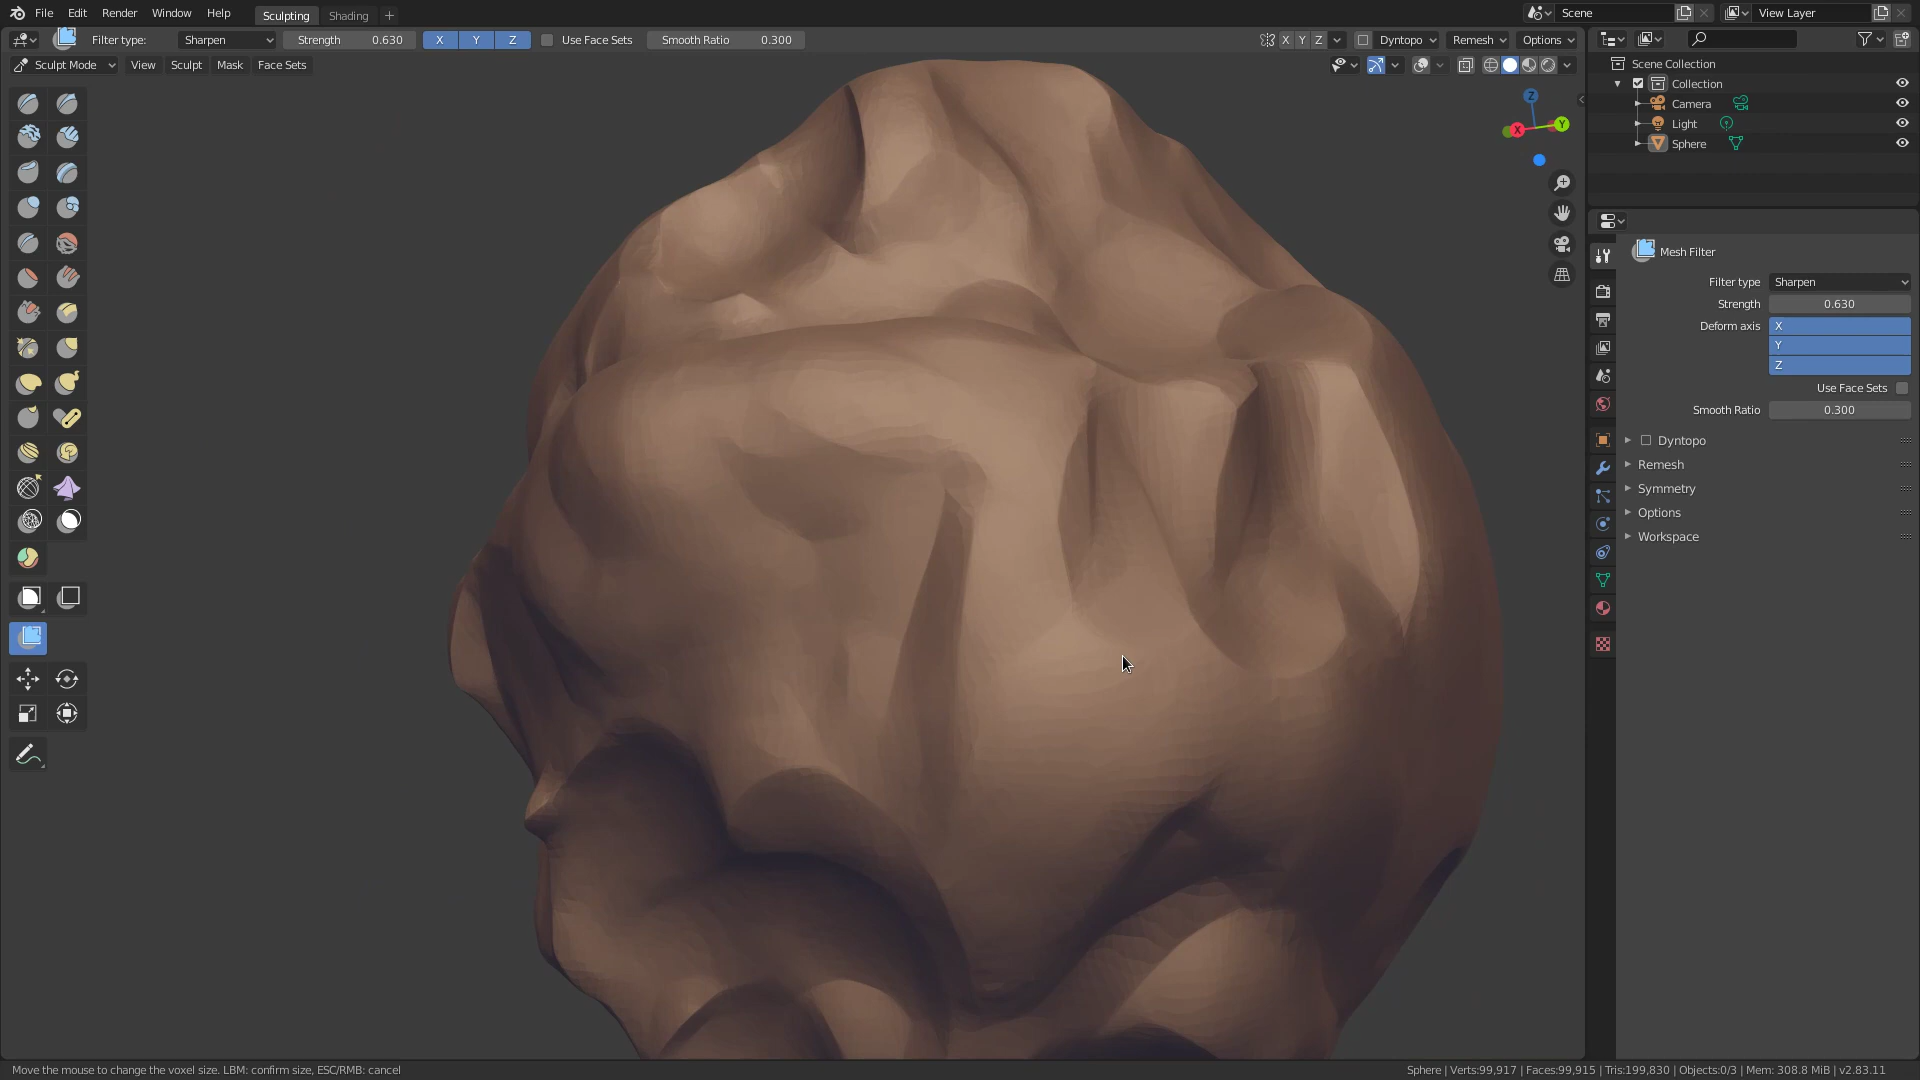 File Edit Render Window Help Sculpting Shading + Scene View Layer
Filter type: Sharpen Strength 0.630 X Y Z Use Face Sets Smooth Ratio 0.300 X Y Z Dyntopo Remesh Options
Sculpt Mode View Sculpt Mask Face Sets
Z
X
Y
Scene Collection
Collection
Camera
Light
Sphere
Mesh Filter
Filter type Sharpen
Strength 0.630
Deform axis X
Y
Z
Use Face Sets
Smooth Ratio 0.300
Dyntopo
Remesh
Symmetry
Options
Workspace
Move the mouse to change the voxel size. LBM: confirm size, ESC/RMB: cancel
Sphere | Verts:99,917 | Faces:99,915 | Tris:199,830 | Objects:0/3 | Mem: 308.8 MiB | v2.83.11